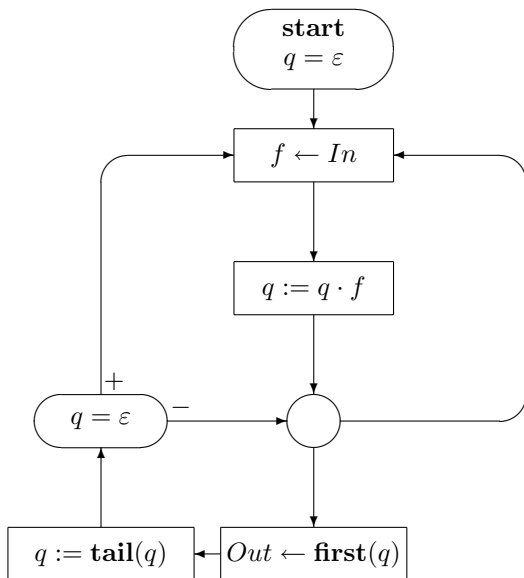 start
q = ε
f ← In
q := q · f
+
q = ε
−
q := tail(q)
Out ← first(q)